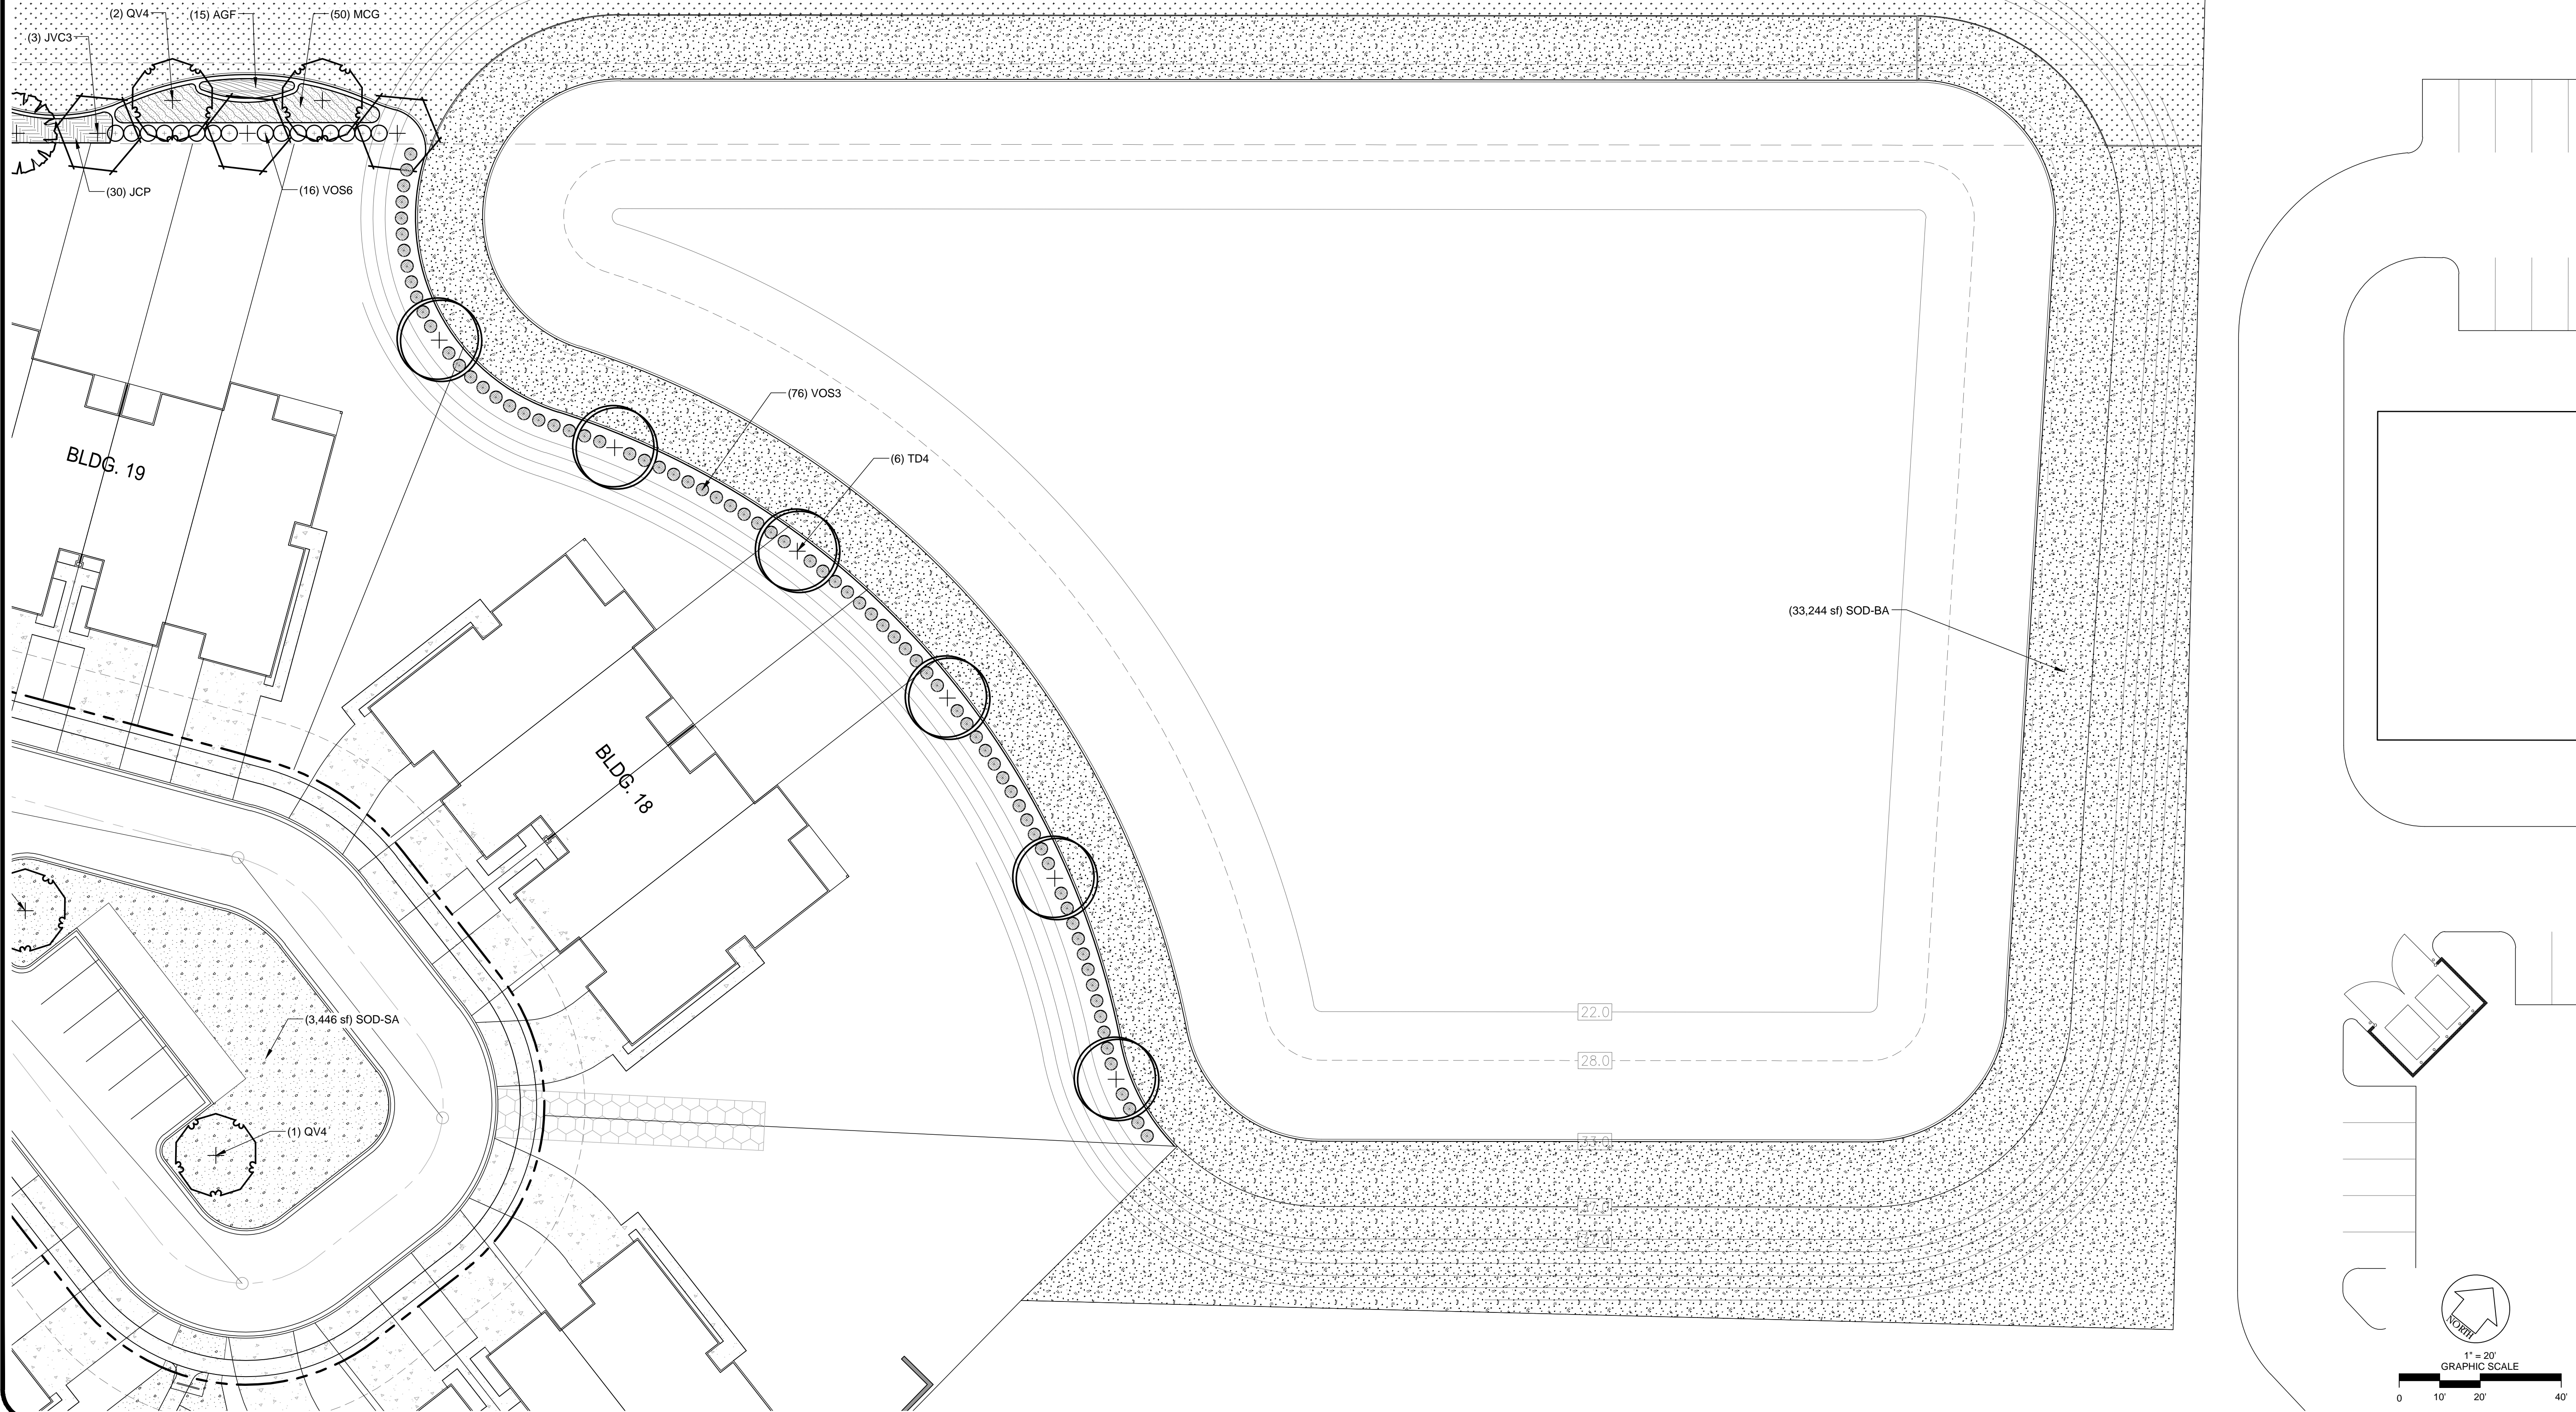 (2) QV4
(15) AGF
(50) MCG
(3) JVC3
(30) JCP
(16) VOS6
(76) VOS3
(6) TD4
BLDG. 19
(33,244 sf) SOD-BA
BLDG. 18
(3,446 sf) SOD-SA
22.0
28.0
33.0
(1) QV4
NORTH
1" = 20'
GRAPHIC SCALE
0 10' 20' 40'